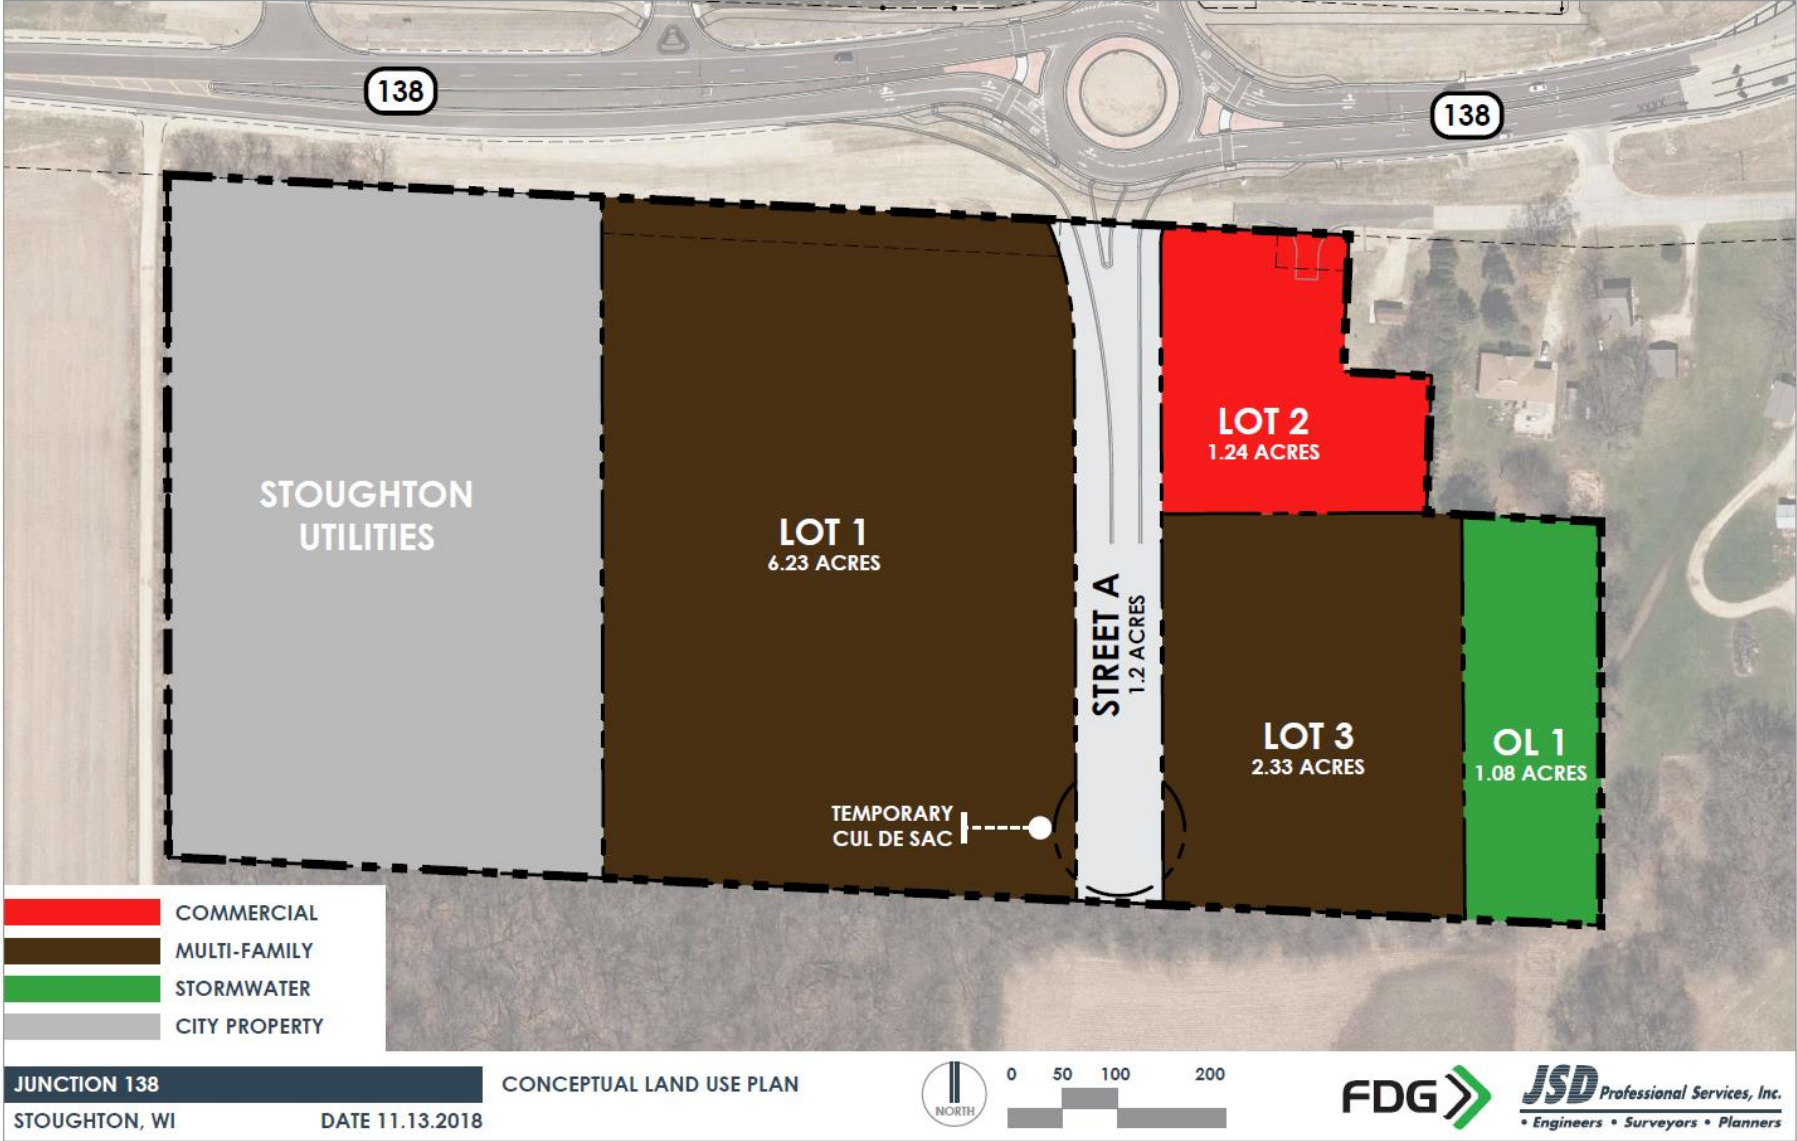 138
138
STOUGHTON
UTILITIES
LOT 1
6.23 ACRES
LOT 2
1.24 ACRES
STREET A
1.2 ACRES
LOT 3
2.33 ACRES
OL 1
1.08 ACRES
TEMPORARY
CUL DE SAC
COMMERCIAL
MULTI-FAMILY
STORMWATER
CITY PROPERTY
JUNCTION 138
STOUGHTON, WI DATE 11.13.2018
CONCEPTUAL LAND USE PLAN
NORTH
0 50 100 200
FDG
JSD Professional Services, Inc.
• Engineers • Surveyors • Planners